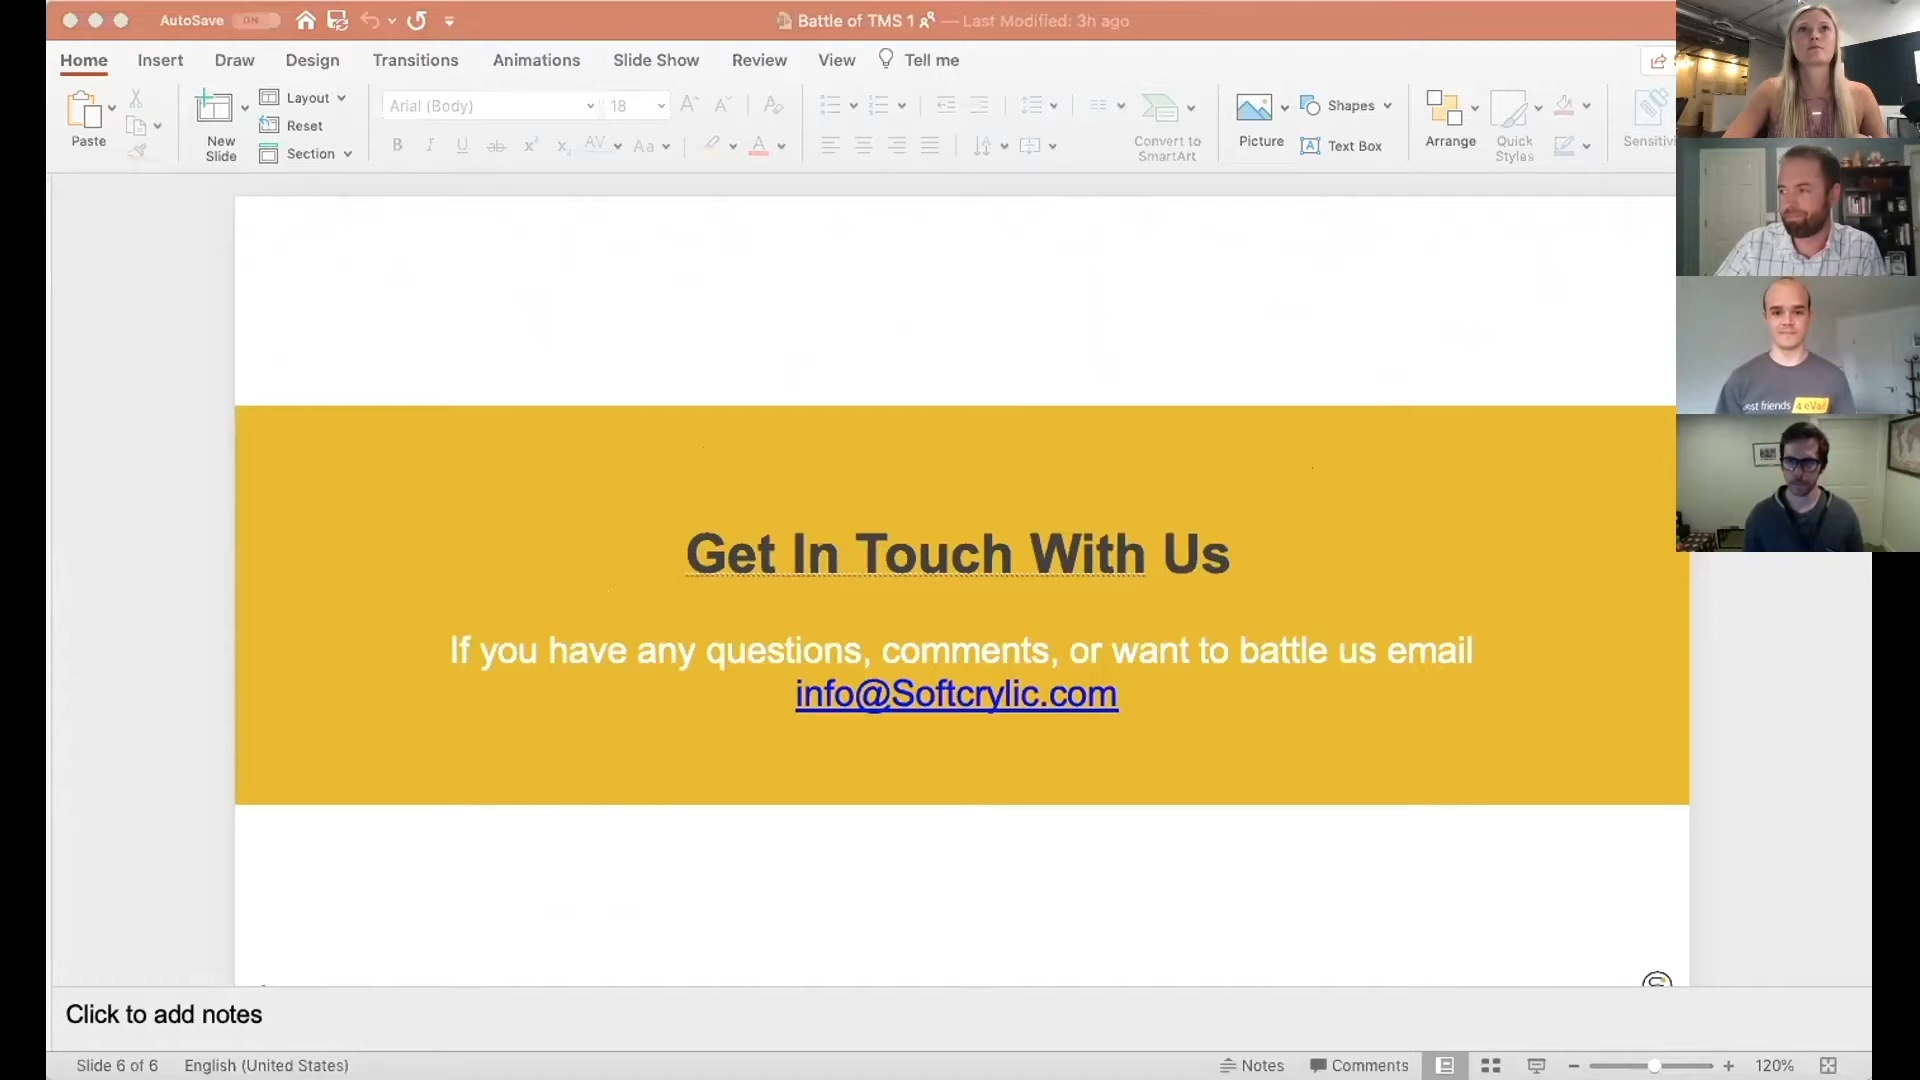 AutoSave ON
Battle of TMS 1 — Last Modified: 3h ago
Home Insert Draw Design Transitions Animations Slide Show Review View Tell me
Paste
New Slide
Layout
Reset
Section
Arial (Body) 18
Convert to SmartArt
Picture
Shapes
Text Box
Arrange
Quick Styles
Get In Touch With Us
If you have any questions, comments, or want to battle us email
info@Softcrylic.com
Click to add notes
Slide 6 of 6 English (United States) Notes Comments 120%